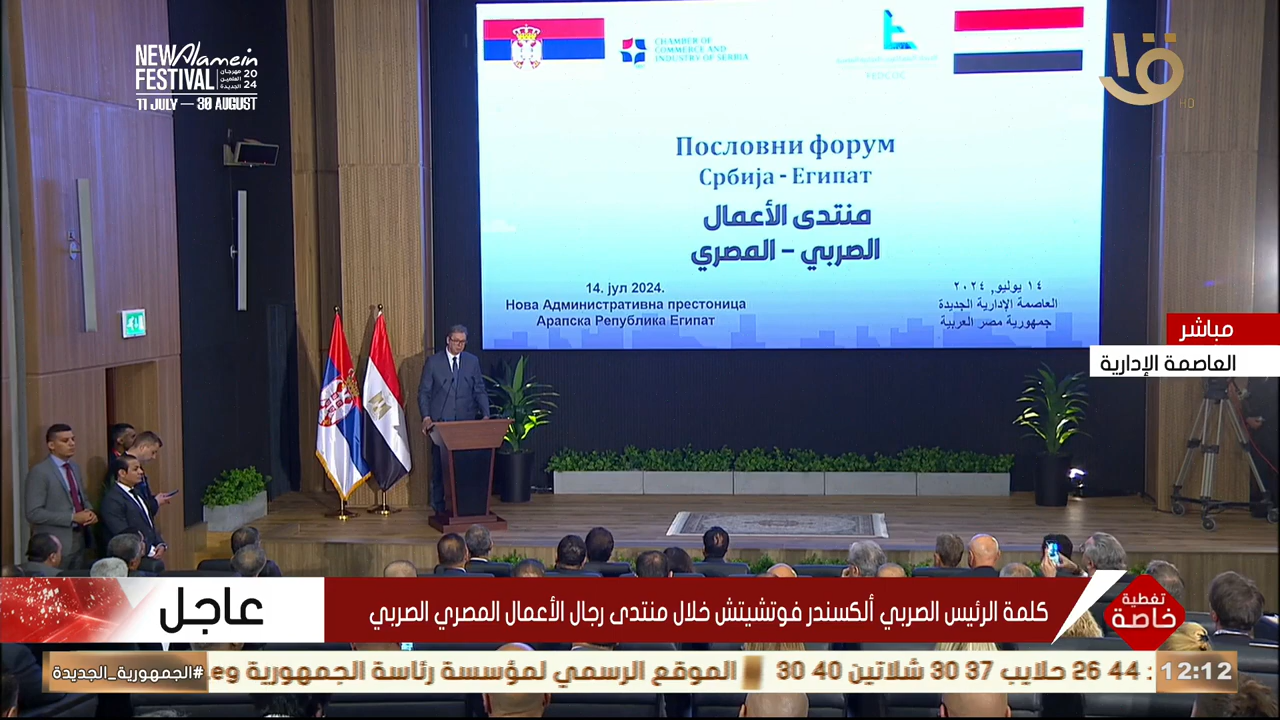 NEW Alamein
FESTIVAL
مهرجان
العلمين
الجديدة
2024
11 JULY — 30 AUGUST
CHAMBER OF
COMMERCE AND
INDUSTRY OF SERBIA
HD
Пословни форум
Србија - Египат
منتدى الأعمال
الصربي – المصري
14. јул 2024.
Нова Административна престоница
Арапска Република Египат
١٤ يوليو, ٢٠٢٤
العاصمة الإدارية الجديدة
جمهورية مصر العربية
مباشر
العاصمة الإدارية
تغطية
خاصة
عاجل
كلمة الرئيس الصربي ألكسندر فوتشيتش خلال منتدى رجال الأعمال المصري الصربي
#الجمهورية_الجديدة
44 26 حلايب 37 30 شلاتين 40 30 الموقع الرسمي لمؤسسة رئاسة الجمهورية
12:12